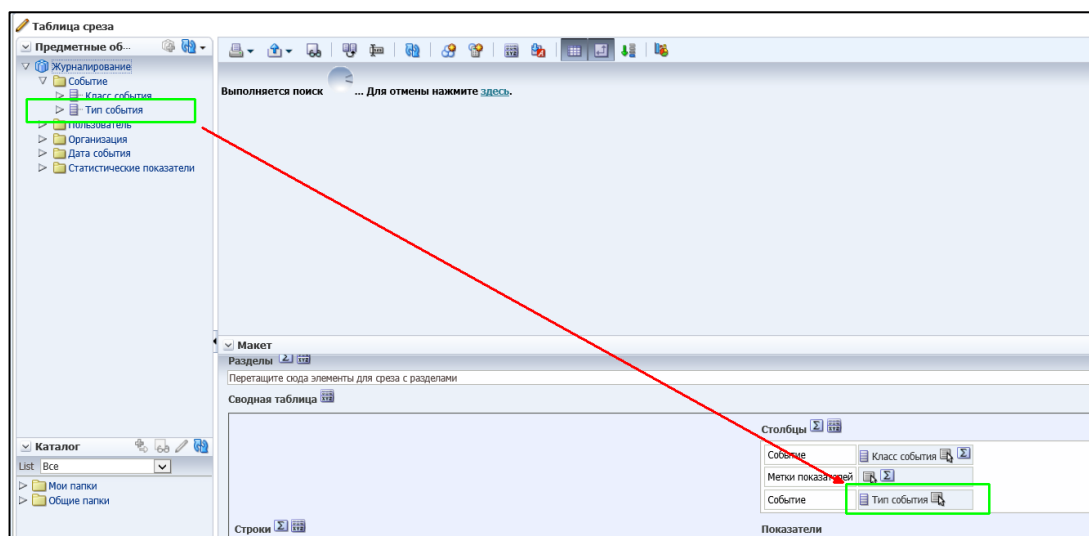 Таблица среза
Предметные об...
Журналирование
Событие
Класс события
Тип события
Пользователь
Организация
Дата события
Статистические показатели
Выполняется поиск ... Для отмены нажмите здесь.
Макет
Разделы
Перетащите сюда элементы для среза с разделами
Сводная таблица
Столбцы
Событие Класс события
Метки показателей
Событие Тип события
Строки
Показатели
Каталог
List Все
Мои папки
Общие папки